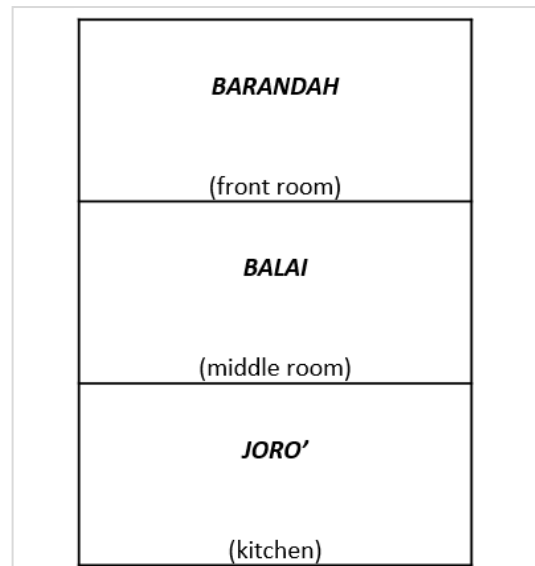 BARANDAH
(front room)
BALAI
(middle room)
JORO’
(kitchen)